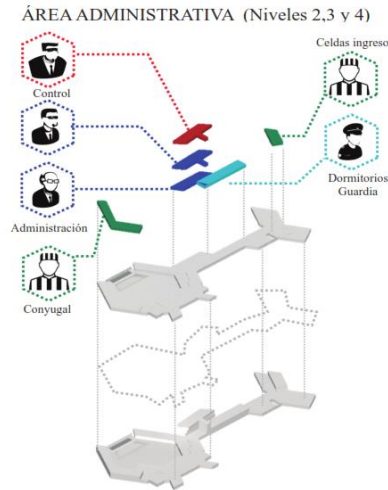 ÁREA ADMINISTRATIVA (Niveles 2,3 y 4)
Celdas ingreso
Control
Dormitorios
Guardia
Administración
Conyugal